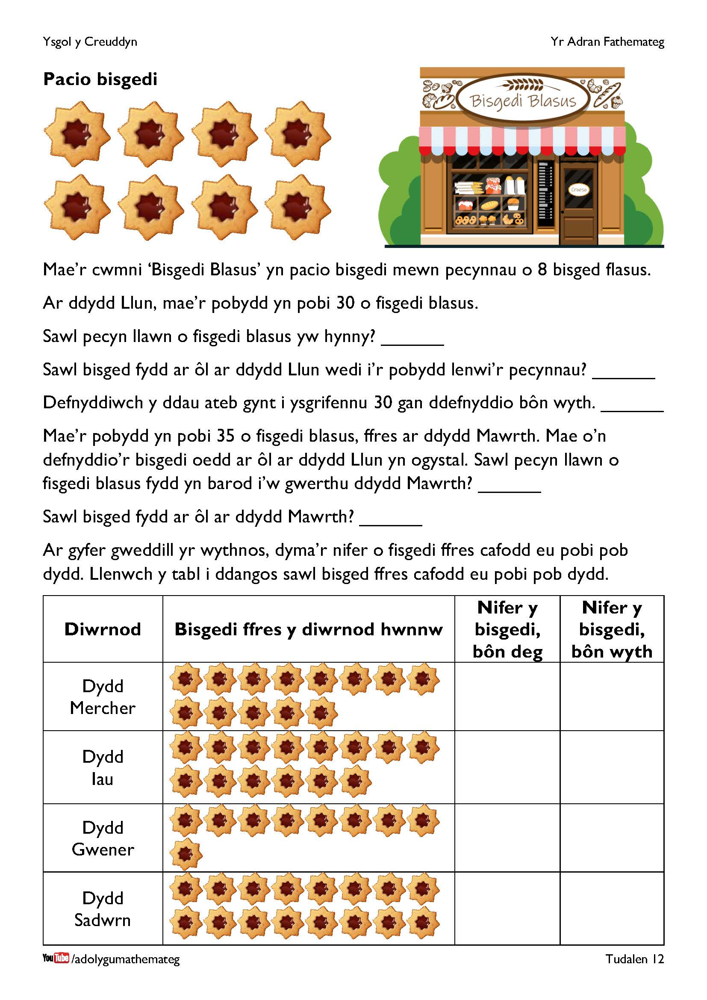 Ysgol y Creuddyn
Yr Adran Fathemateg
Pacio bisgedi
Bisgedi Blasus
Croeso
Mae’r cwmni ‘Bisgedi Blasus’ yn pacio bisgedi mewn pecynnau o 8 bisged flasus.
Ar ddydd Llun, mae’r pobydd yn pobi 30 o fisgedi blasus.
Sawl pecyn llawn o fisgedi blasus yw hynny? ______
Sawl bisged fydd ar ôl ar ddydd Llun wedi i’r pobydd lenwi’r pecynnau? ______
Defnyddiwch y ddau ateb gynt i ysgrifennu 30 gan ddefnyddio bôn wyth. ______
Mae’r pobydd yn pobi 35 o fisgedi blasus, ffres ar ddydd Mawrth. Mae o’n
defnyddio’r bisgedi oedd ar ôl ar ddydd Llun yn ogystal. Sawl pecyn llawn o
fisgedi blasus fydd yn barod i’w gwerthu ddydd Mawrth? ______
Sawl bisged fydd ar ôl ar ddydd Mawrth? ______
Ar gyfer gweddill yr wythnos, dyma’r nifer o fisgedi ffres cafodd eu pobi pob
dydd. Llenwch y tabl i ddangos sawl bisged ffres cafodd eu pobi pob dydd.
Diwrnod
Bisgedi ffres y diwrnod hwnnw
Nifer y
bisgedi,
bôn deg
Nifer y
bisgedi,
bôn wyth
Dydd
Mercher
Dydd
Iau
Dydd
Gwener
Dydd
Sadwrn
YouTube /adolygumathemateg
Tudalen 12